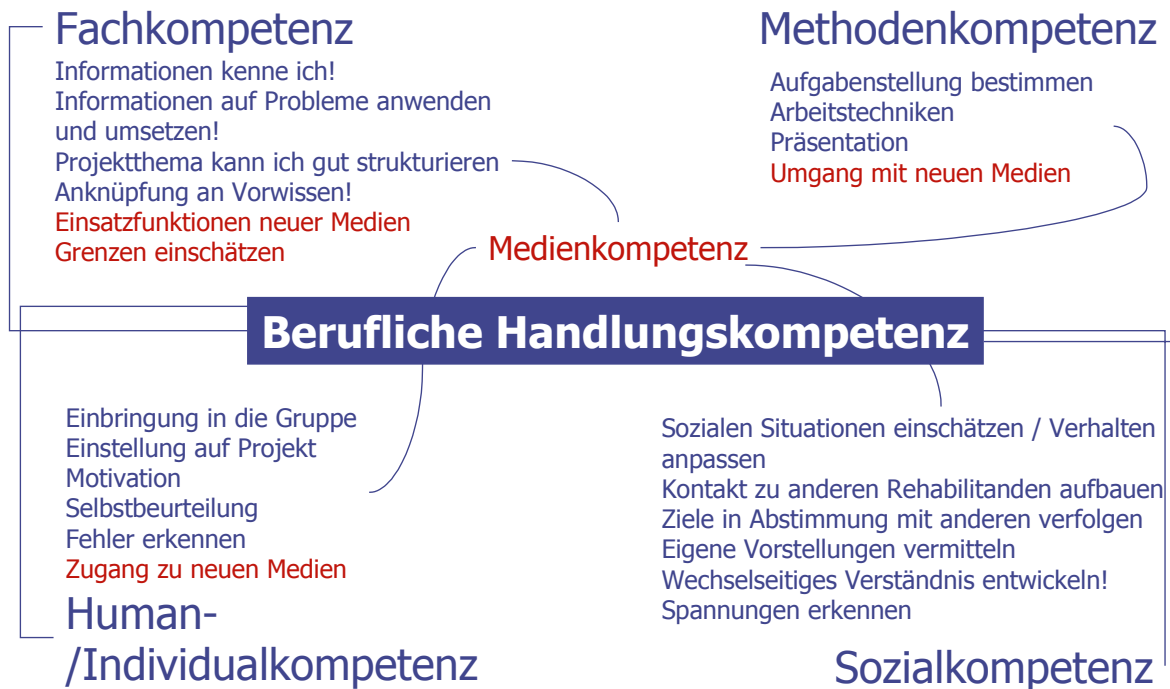 Fachkompetenz
Informationen kenne ich!
Informationen auf Probleme anwenden
und umsetzen!
Projektthema kann ich gut strukturieren
Anknüpfung an Vorwissen!
Einsatzfunktionen neuer Medien
Grenzen einschätzen
Methodenkompetenz
Aufgabenstellung bestimmen
Arbeitstechniken
Präsentation
Umgang mit neuen Medien
Medienkompetenz
Berufliche Handlungskompetenz
Einbringung in die Gruppe
Einstellung auf Projekt
Motivation
Selbstbeurteilung
Fehler erkennen
Zugang zu neuen Medien
Human-
/Individualkompetenz
Sozialen Situationen einschätzen / Verhalten
anpassen
Kontakt zu anderen Rehabilitanden aufbauen
Ziele in Abstimmung mit anderen verfolgen
Eigene Vorstellungen vermitteln
Wechselseitiges Verständnis entwickeln!
Spannungen erkennen
Sozialkompetenz